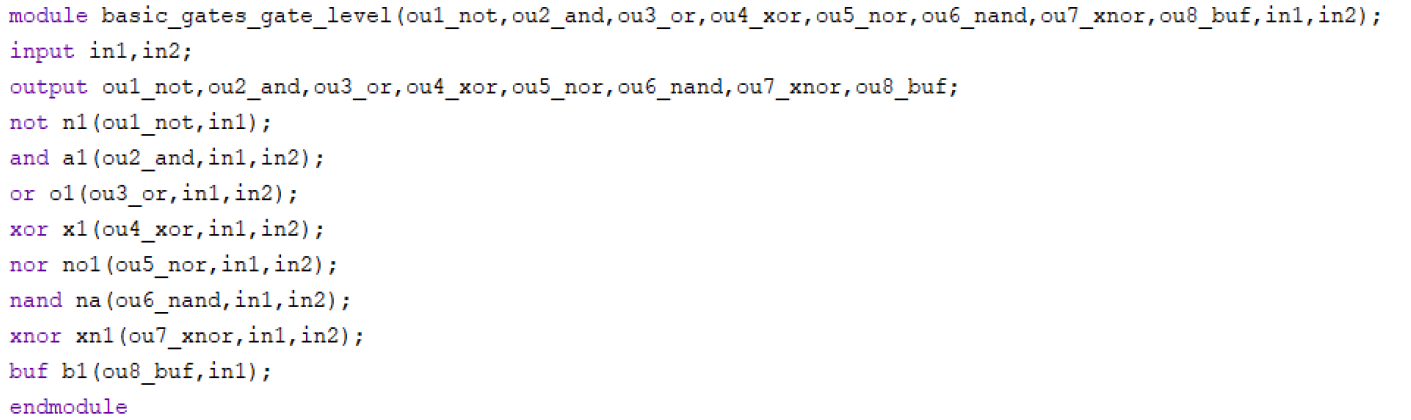 module basic_gates_gate_level(ou1_not,ou2_and,ou3_or,ou4_xor,ou5_nor,ou6_nand,ou7_xnor,ou8_buf,in1,in2);
input in1,in2;
output ou1_not,ou2_and,ou3_or,ou4_xor,ou5_nor,ou6_nand,ou7_xnor,ou8_buf;
not n1(ou1_not,in1);
and a1(ou2_and,in1,in2);
or o1(ou3_or,in1,in2);
xor x1(ou4_xor,in1,in2);
nor no1(ou5_nor,in1,in2);
nand na(ou6_nand,in1,in2);
xnor xn1(ou7_xnor,in1,in2);
buf b1(ou8_buf,in1);
endmodule